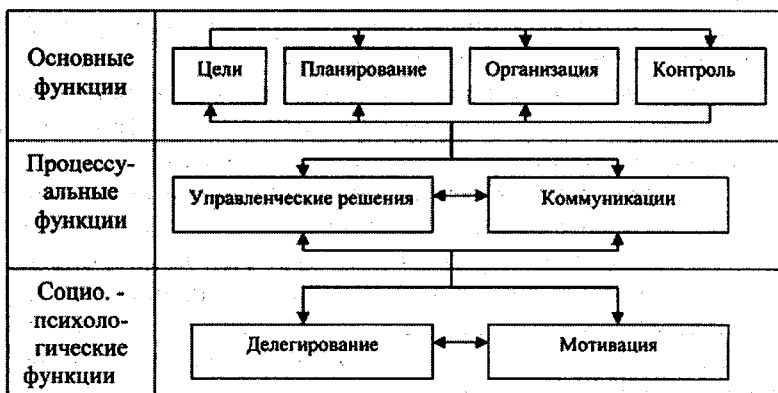 Основные
функции
Цели
Планирование
Организация
Контроль
Процессу-
альные
функции
Управленческие решения
Коммуникации
Социо. -
психоло-
гические
функции
Делегирование
Мотивация